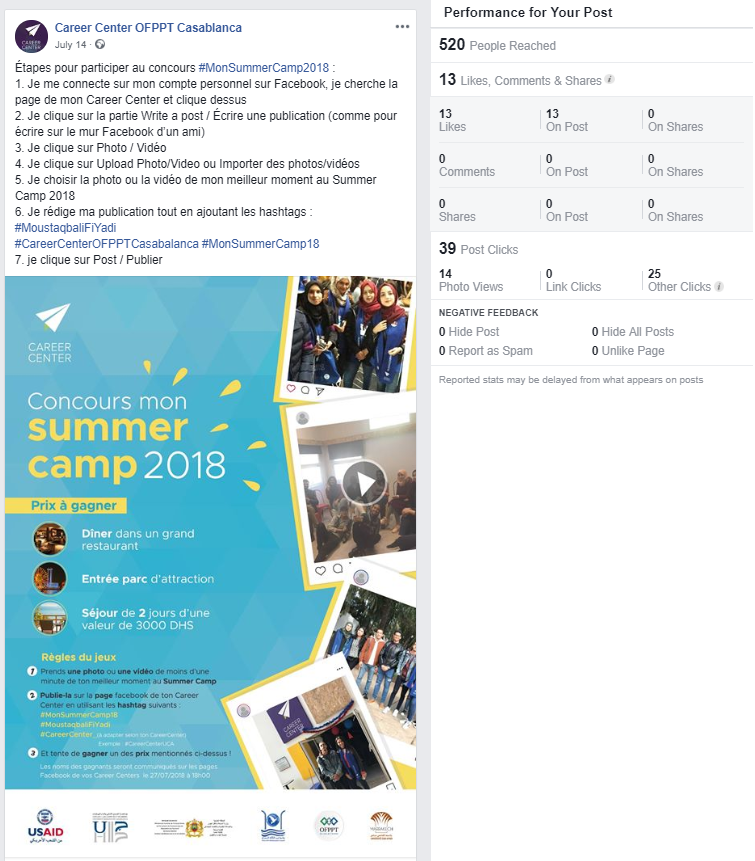 Career Center OFPPT Casablanca
July 14 ·
Étapes pour participer au concours #MonSummerCamp2018 :
1. Je me connecte sur mon compte personnel sur Facebook, je cherche la
page de mon Career Center et clique dessus
2. Je clique sur la partie Write a post / Écrire une publication (comme pour
écrire sur le mur Facebook d'un ami)
3. Je clique sur Photo / Vidéo
4. Je clique sur Upload Photo/Video ou Importer des photos/vidéos
5. Je choisir la photo ou la vidéo de mon meilleur moment au Summer
Camp 2018
6. Je rédige ma publication tout en ajoutant les hashtags :
#MoustaqbaliFiYadi
#CareerCenterOFPPTCasabalanca #MonSummerCamp18
7. je clique sur Post / Publier
CAREER
CENTER
Concours mon
summer
camp 2018
Prix à gagner
Dîner dans un grand
restaurant
Entrée parc d'attraction
Séjour de 2 jours d'une
valeur de 3000 DHS
Règles du jeux
1 Prends une photo ou une vidéo de moins d'une
minute de ton meilleur moment au Summer Camp
2 Publie-la sur la page facebook de ton Career
Center en utilisant les hashtag suivants :
#MonSummerCamp18
#MoustaqbaliFiYadi
#CareerCenter_(à adapter selon ton CareerCenter)
Exemple : #CareerCenterUCA
3 Et tente de gagner un des prix mentionnés ci-dessus !
Les noms des gagnants seront communiqués sur les pages
Facebook de vos Career Centers le 27/07/2018 à 18h00
CAREER
CENTER
USAID
من الشعب الأمريكي
OFPPT
Performance for Your Post
520 People Reached
13 Likes, Comments & Shares
13 13 0
Likes On Post On Shares
0 0 0
Comments On Post On Shares
0 0 0
Shares On Post On Shares
39 Post Clicks
14 0 25
Photo Views Link Clicks Other Clicks
NEGATIVE FEEDBACK
0 Hide Post 0 Hide All Posts
0 Report as Spam 0 Unlike Page
Reported stats may be delayed from what appears on posts